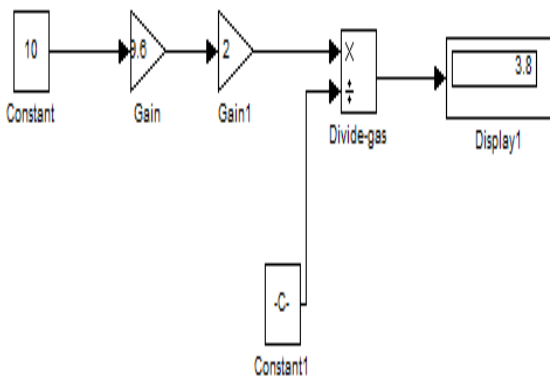 10
9.6
2
×
÷
3.8
Constant
Gain
Gain1
Divide-gas
Display1
-C-
Constant1